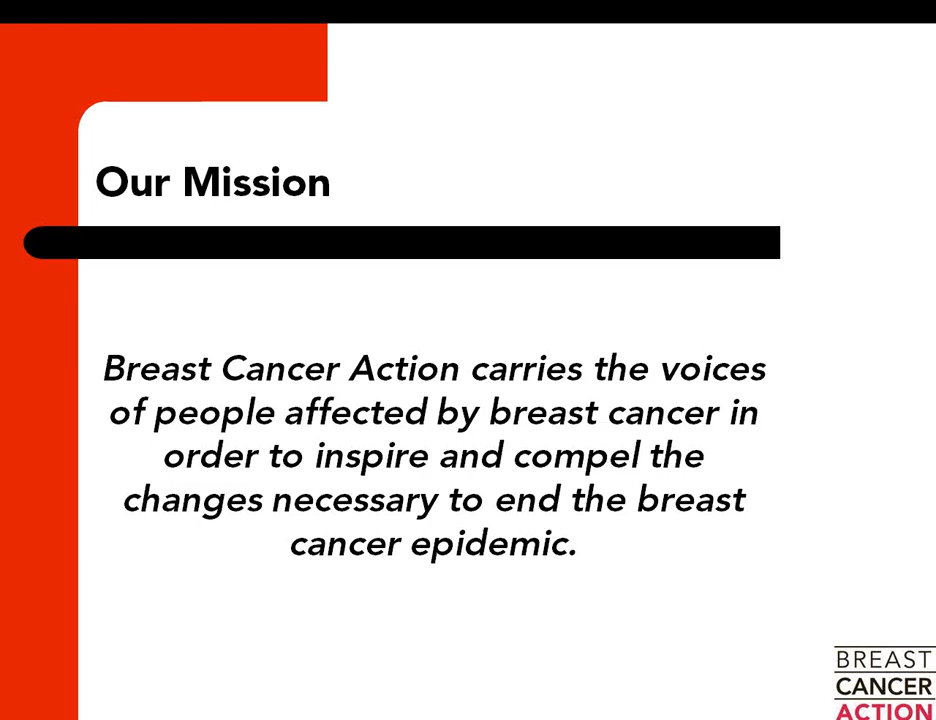 Our Mission
Breast Cancer Action carries the voices
of people affected by breast cancer in
order to inspire and compel the
changes necessary to end the breast
cancer epidemic.
BREAST
CANCER
ACTION